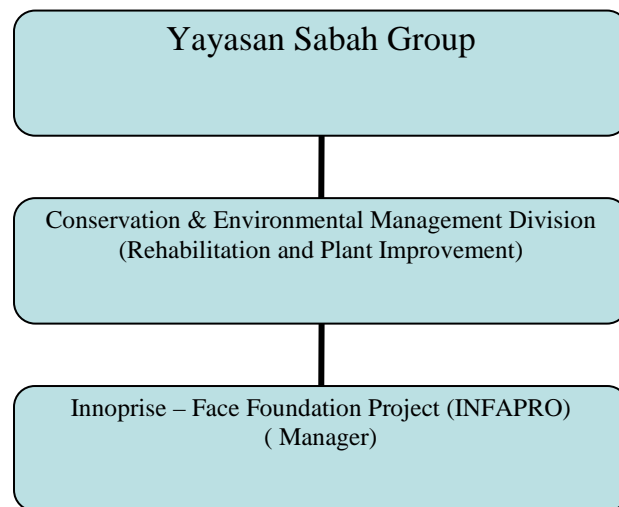 Yayasan Sabah Group
Conservation & Environmental Management Division
(Rehabilitation and Plant Improvement)
Innoprise – Face Foundation Project (INFAPRO)
( Manager)